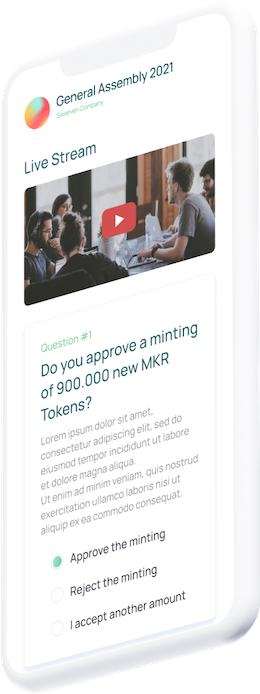 General Assembly 2021
Sixseven Company
Live Stream
Question #1
Do you approve a minting
of 900.000 new MKR
Tokens?
Lorem ipsum dolor sit amet,
consectetur adipiscing elit, sed do
eiusmod tempor incididunt ut labore
et dolore magna aliqua.
Ut enim ad minim veniam, quis nostrud
exercitation ullamco laboris nisi ut
aliquip ex ea commodo consequat.
Approve the minting
Reject the minting
I accept another amount